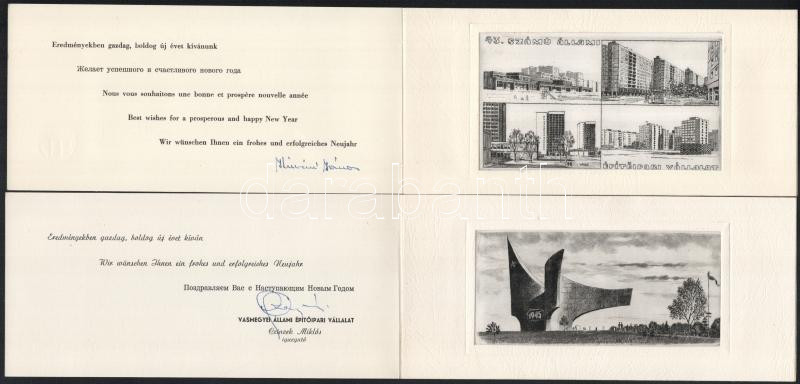 Eredményekben gazdag, boldog új évet kívánunk
Желает успешного и счастливого нового года
Nous vous souhaitons une bonne et prospère nouvelle année
Best wishes for a prosperous and happy New Year
Wir wünschen Ihnen ein frohes und erfolgreiches Neujahr
43. SZÁMÚ ÁLLAMI
ÉPÍTŐIPARI VÁLLALAT
darabanth
Eredményekben gazdag, boldog új évet kíván
Wir wünschen Ihnen ein frohes und erfolgreiches Neujahr
Поздравляем Вас с Наступающим Новым Годом
VASMEGYEI ÁLLAMI ÉPÍTŐIPARI VÁLLALAT
Miklós
igazgató
1945